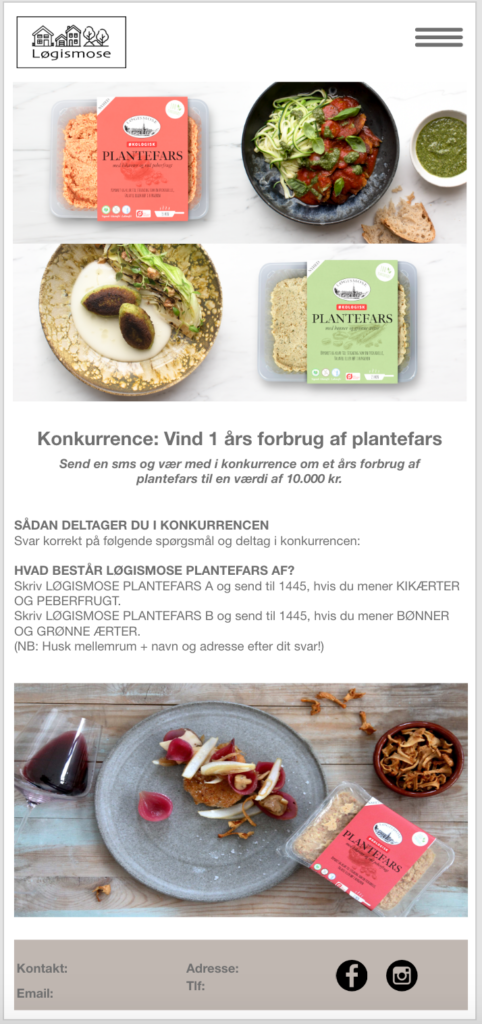 Løgismose
ØKOLOGISK
PLANTEFARS
ØKOLOGISK
PLANTEFARS
Konkurrence: Vind 1 års forbrug af plantefars
Send en sms og vær med i konkurrence om et års forbrug af
plantefars til en værdi af 10.000 kr.
SÅDAN DELTAGER DU I KONKURRENCEN
Svar korrekt på følgende spørgsmål og deltag i konkurrencen:
HVAD BESTÅR LØGISMOSE PLANTEFARS AF?
Skriv LØGISMOSE PLANTEFARS A og send til 1445, hvis du mener KIKÆRTER
OG PEBERFRUGT.
Skriv LØGISMOSE PLANTEFARS B og send til 1445, hvis du mener BØNNER
OG GRØNNE ÆRTER.
(NB: Husk mellemrum + navn og adresse efter dit svar!)
ØKOLOGISK
PLANTEFARS
Kontakt:
Adresse:
Tlf:
Email: